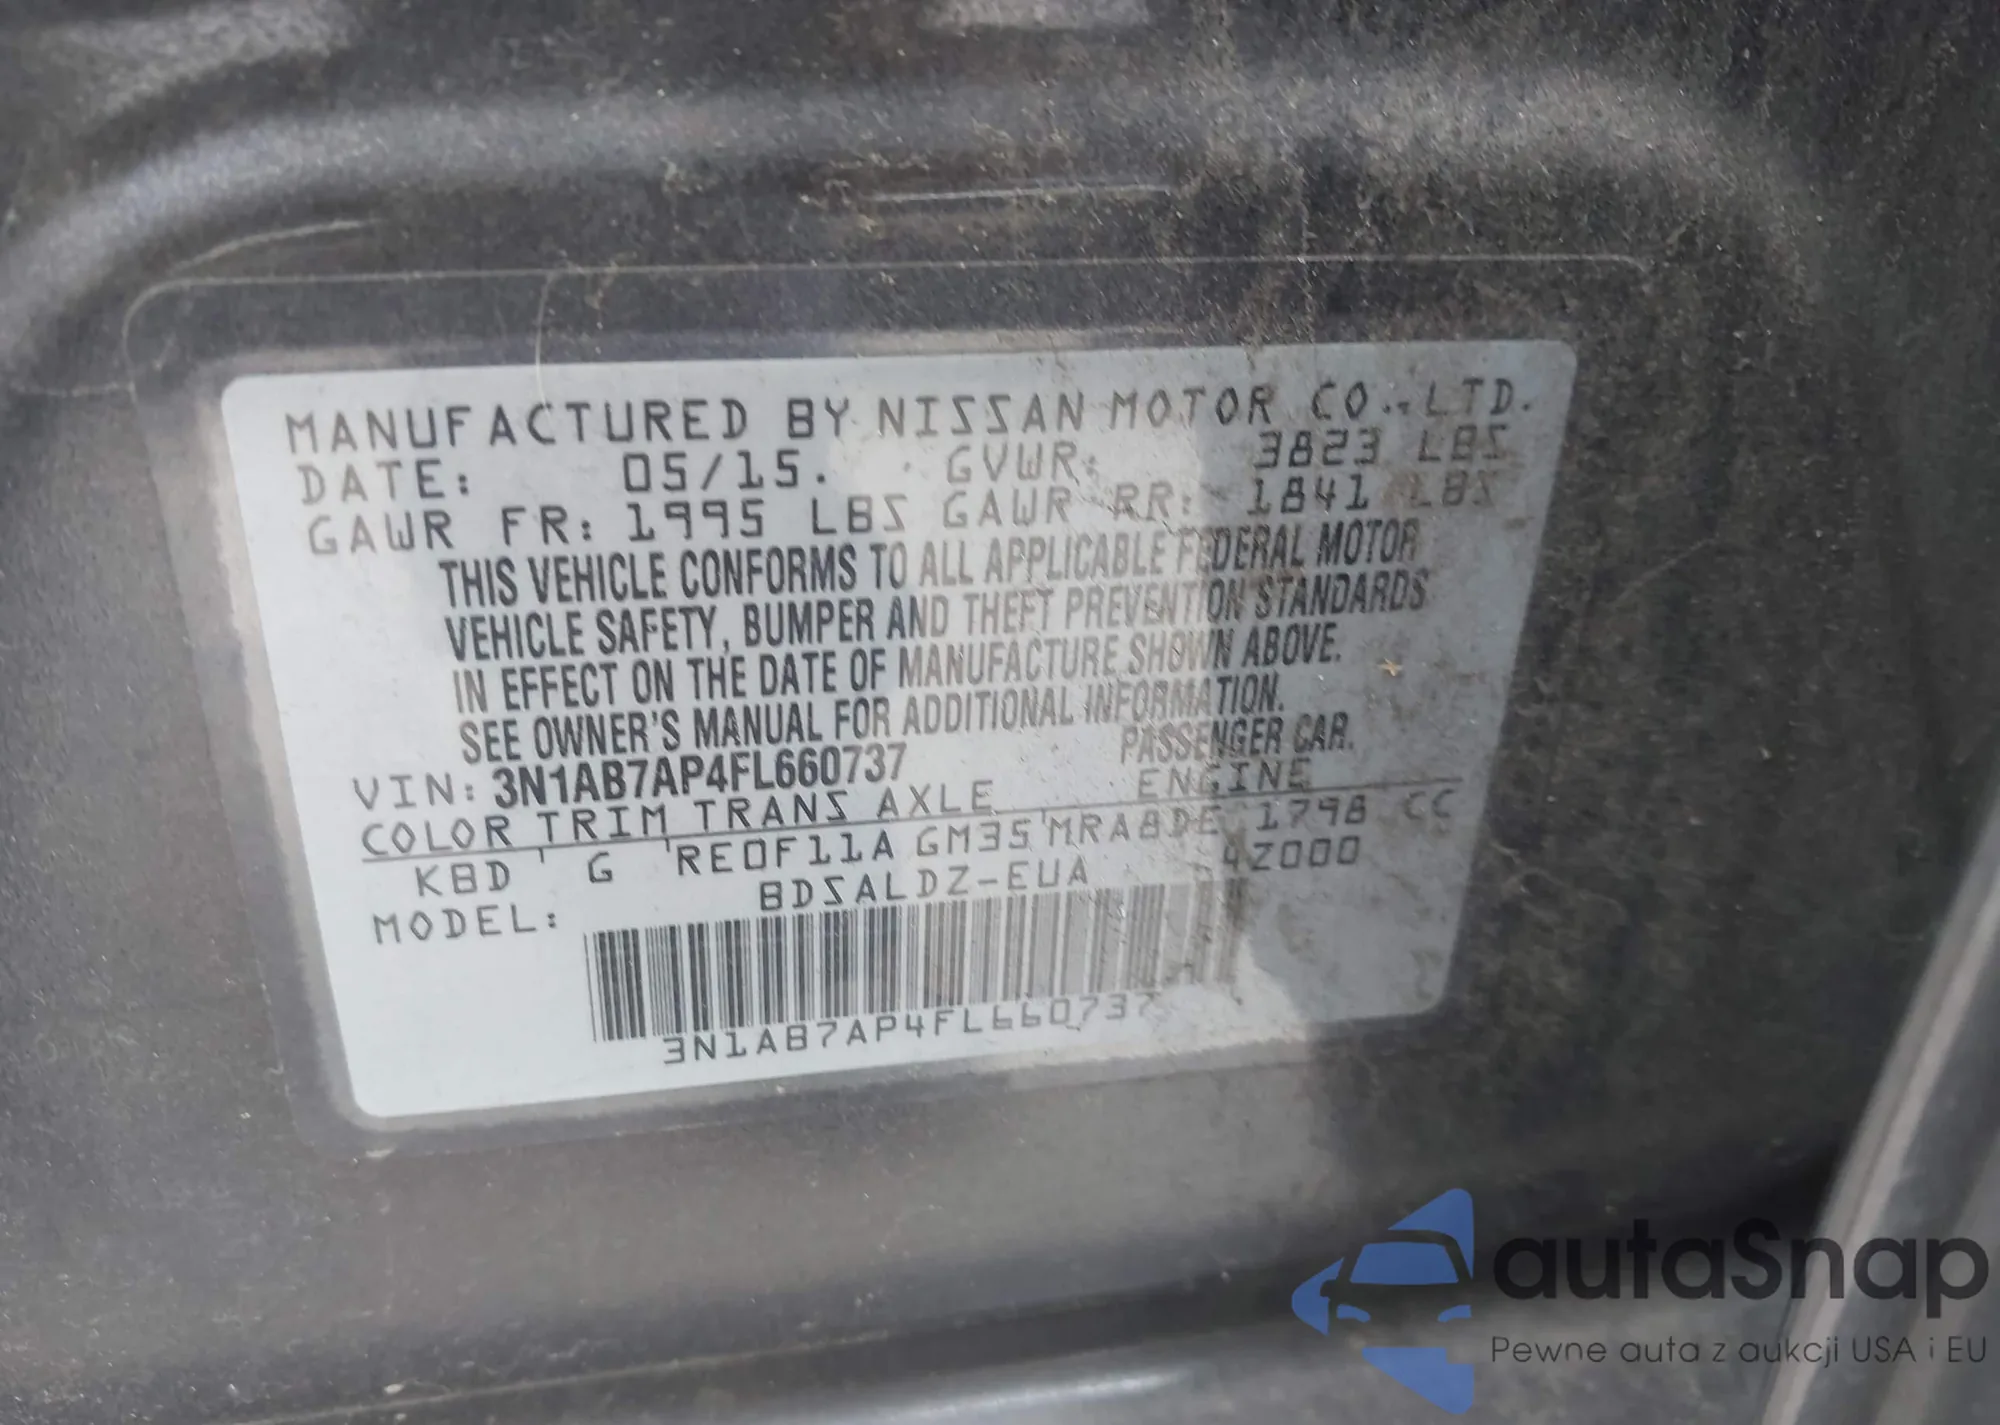 MANUFACTURED BY NISSAN MOTOR CO., LTD.
DATE: 05/15. GVWR: 3823 LBS
GAWR FR: 1995 LBS GAWR RR: 1841 LBS
THIS VEHICLE CONFORMS TO ALL APPLICABLE FEDERAL MOTOR
VEHICLE SAFETY, BUMPER AND THEFT PREVENTION STANDARDS
IN EFFECT ON THE DATE OF MANUFACTURE SHOWN ABOVE.
SEE OWNER'S MANUAL FOR ADDITIONAL INFORMATION.
VIN: 3N1AB7AP4FL660737 PASSENGER CAR.
COLOR TRIM TRANS AXLE ENGINE
KBD G RE0F11A GM35 MRA8DE 1798 CC
MODEL: BDSALDZ-EUA 42000
3N1AB7AP4FL660737
autaSnap
Pewne auta z aukcji USA i EU